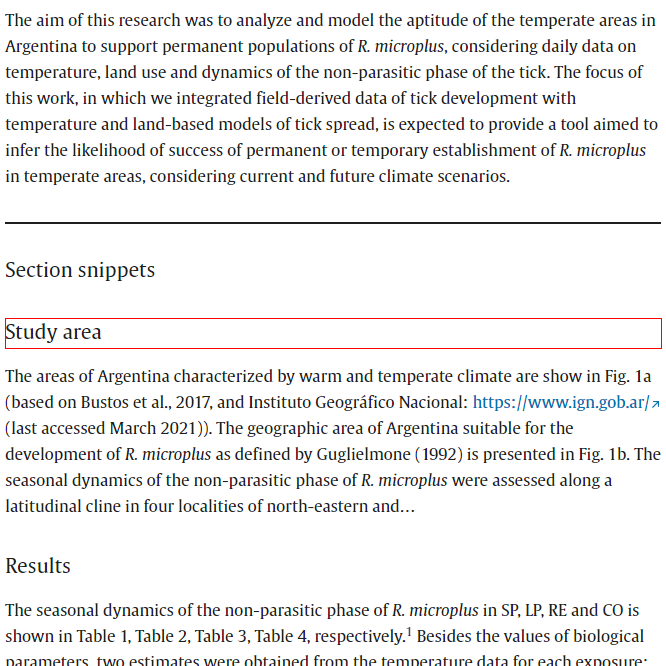 The aim of this research was to analyze and model the aptitude of the temperate areas in
Argentina to support permanent populations of R. microplus, considering daily data on
temperature, land use and dynamics of the non-parasitic phase of the tick. The focus of
this work, in which we integrated field-derived data of tick development with
temperature and land-based models of tick spread, is expected to provide a tool aimed to
infer the likelihood of success of permanent or temporary establishment of R. microplus
in temperate areas, considering current and future climate scenarios.
Section snippets
Study area
The areas of Argentina characterized by warm and temperate climate are show in Fig. 1a
(based on Bustos et al., 2017, and Instituto Geográfico Nacional: https://www.ign.gob.ar/↗
(last accessed March 2021)). The geographic area of Argentina suitable for the
development of R. microplus as defined by Guglielmone (1992) is presented in Fig. 1b. The
seasonal dynamics of the non-parasitic phase of R. microplus were assessed along a
latitudinal cline in four localities of north-eastern and…
Results
The seasonal dynamics of the non-parasitic phase of R. microplus in SP, LP, RE and CO is
shown in Table 1, Table 2, Table 3, Table 4, respectively.1 Besides the values of biological
parameters, two estimates were obtained from the temperature data for each exposure: